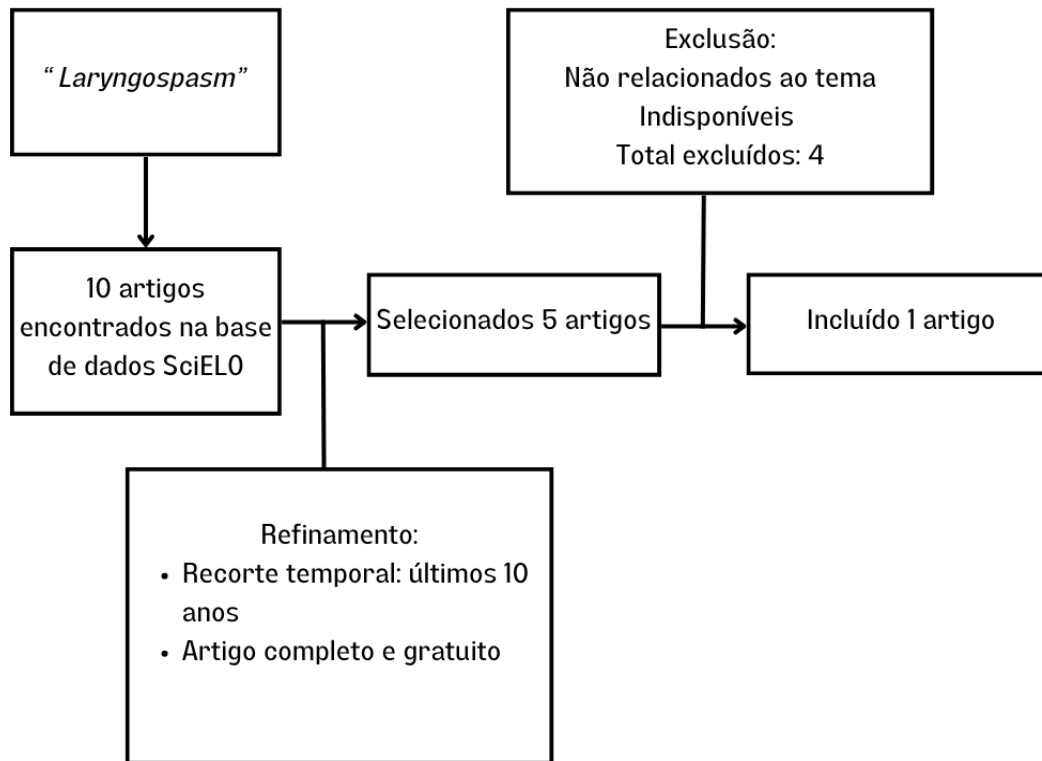 “ Laryngospasm”
Exclusão:
Não relacionados ao tema
Indisponíveis
Total excluídos: 4
10 artigos
encontrados na base
de dados SciELO
Selecionados 5 artigos
Incluído 1 artigo
Refinamento:
• Recorte temporal: últimos 10
anos
• Artigo completo e gratuito